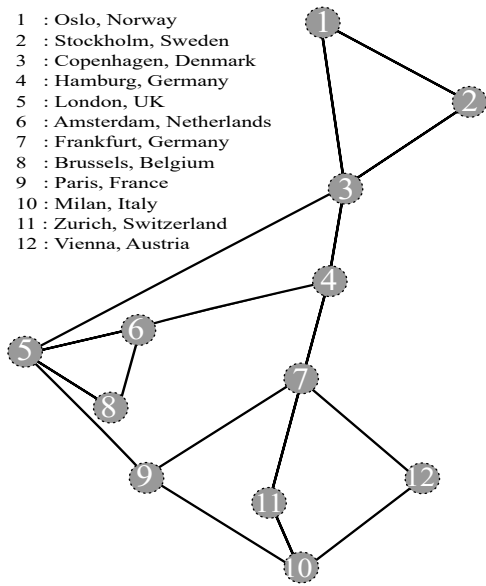 1 : Oslo, Norway
2 : Stockholm, Sweden
3 : Copenhagen, Denmark
4 : Hamburg, Germany
5 : London, UK
6 : Amsterdam, Netherlands
7 : Frankfurt, Germany
8 : Brussels, Belgium
9 : Paris, France
10 : Milan, Italy
11 : Zurich, Switzerland
12 : Vienna, Austria
1
2
3
4
6
5
7
8
9
12
11
10